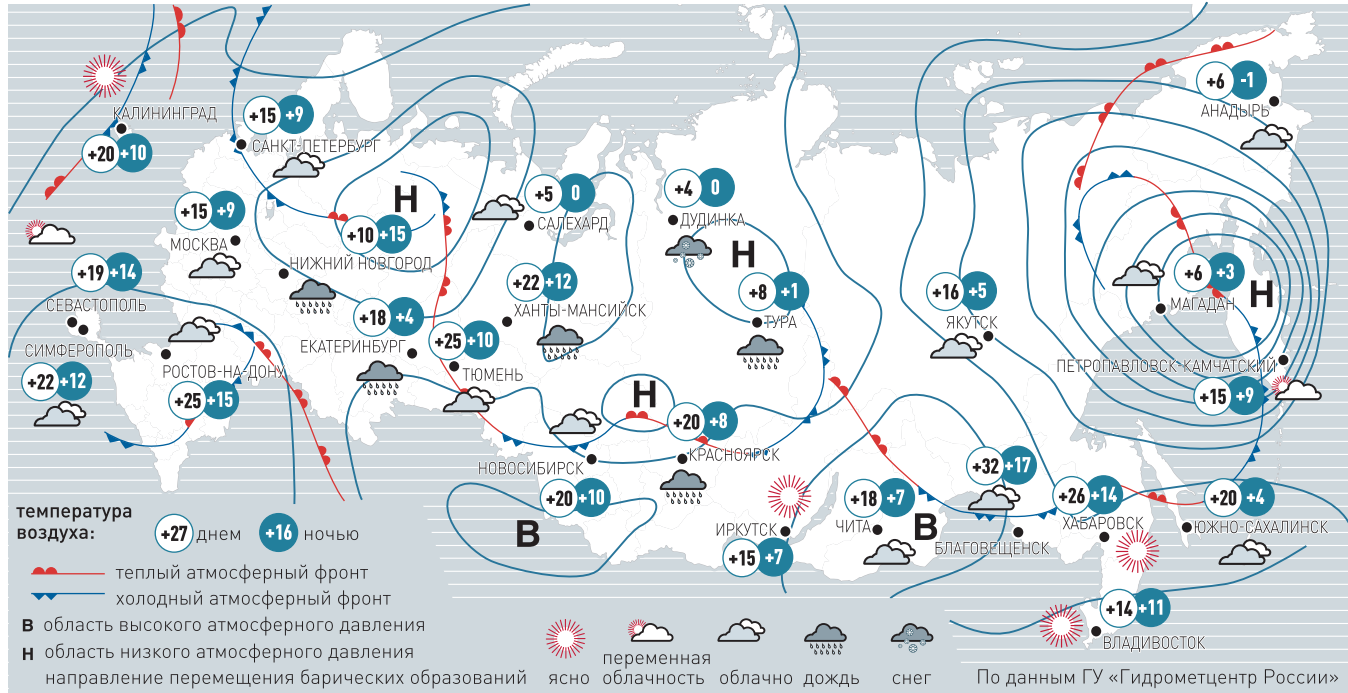 +6 -1
АНАДЫРЬ
КАЛИНИНГРАД
+20 +10
+15 +9
САНКТ-ПЕТЕРБУРГ
Н
+10 +15
+15 +9
МОСКВА
НИЖНИЙ НОВГОРОД
+5 0
САЛЕХАРД
+4 0
ДУДИНКА
Н
+8 +1
ТУРА
+19 +14
СЕВАСТОПОЛЬ
СИМФЕРОПОЛЬ
+22 +12
РОСТОВ-НА-ДОНУ
+25 +15
+18 +4
ЕКАТЕРИНБУРГ
+22 +12
ХАНТЫ-МАНСИЙСК
+25 +10
ТЮМЕНЬ
+16 +5
ЯКУТСК
+6 +3
МАГАДАН
Н
ПЕТРОПАВЛОВСК-КАМЧАТСКИЙ
+15 +9
Н
+20 +8
КРАСНОЯРСК
НОВОСИБИРСК
+20 +10
В
ИРКУТСК
+15 +7
+18 +7
ЧИТА
В
+32 +17
БЛАГОВЕЩЕНСК
+26 +14
ХАБАРОВСК
+20 +4
ЮЖНО-САХАЛИНСК
+14 +11
ВЛАДИВОСТОК
температура
воздуха:
+27 днем +16 ночью
теплый атмосферный фронт
холодный атмосферный фронт
В область высокого атмосферного давления
Н область низкого атмосферного давления
направление перемещения барических образований
ясно
переменная
облачность
облачно
дождь
снег
По данным ГУ «Гидрометцентр России»